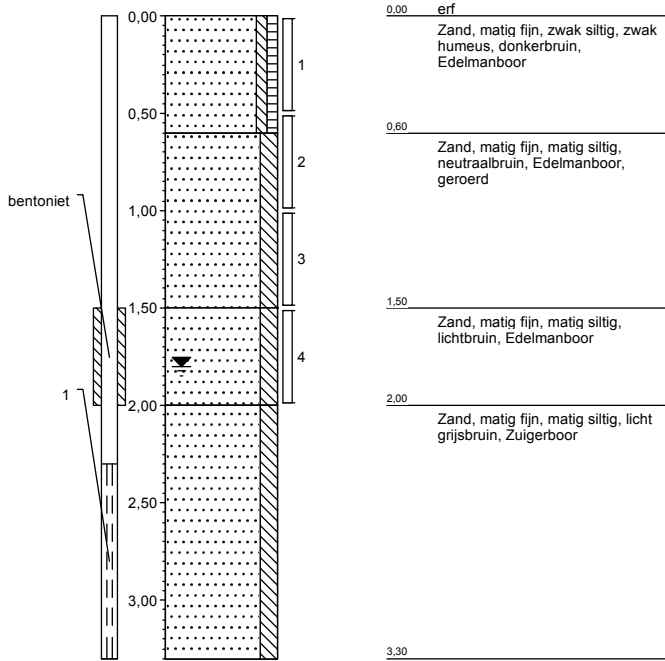 0,00
0,50
1,00
1,50
2,00
2,50
3,00
bentoniet
1
1
2
3
4
0,00 erf
Zand, matig fijn, zwak siltig, zwak
humeus, donkerbruin,
Edelmanboor
0,60
Zand, matig fijn, matig siltig,
neutraalbruin, Edelmanboor,
geroerd
1,50
Zand, matig fijn, matig siltig,
lichtbruin, Edelmanboor
2,00
Zand, matig fijn, matig siltig, licht
grijsbruin, Zuigerboor
3,30